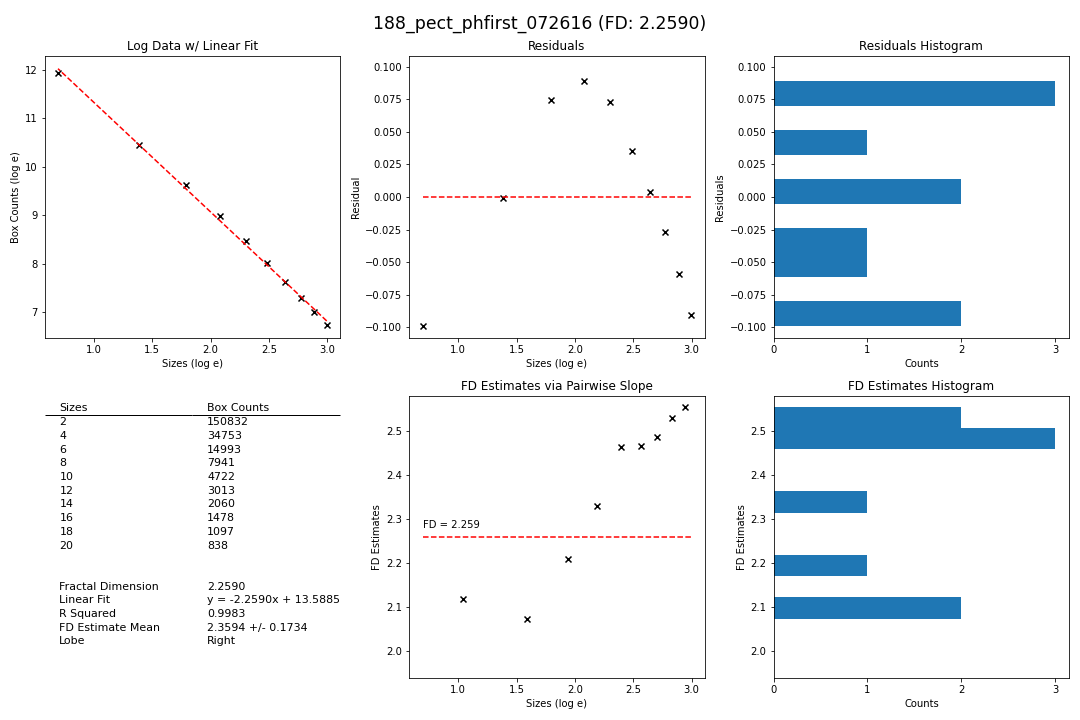 188_pect_phfirst_072616 (FD: 2.2590)
Log Data w/ Linear Fit
12
11
10
9
8
7
Box Counts (log e)
1.0 1.5 2.0 2.5 3.0
Sizes (log e)
Residuals
0.100
0.075
0.050
0.025
0.000
−0.025
−0.050
−0.075
−0.100
Residual
1.0 1.5 2.0 2.5 3.0
Sizes (log e)
Residuals Histogram
0.100
0.075
0.050
0.025
0.000
−0.025
−0.050
−0.075
−0.100
Residuals
0 1 2 3
Counts
Sizes Box Counts
2 150832
4 34753
6 14993
8 7941
10 4722
12 3013
14 2060
16 1478
18 1097
20 838
Fractal Dimension 2.2590
Linear Fit y = -2.2590x + 13.5885
R Squared 0.9983
FD Estimate Mean 2.3594 +/- 0.1734
Lobe Right
FD Estimates via Pairwise Slope
2.5
2.4
2.3
2.2
2.1
2.0
FD Estimates
FD = 2.259
1.0 1.5 2.0 2.5 3.0
Sizes (log e)
FD Estimates Histogram
2.5
2.4
2.3
2.2
2.1
2.0
FD Estimates
0 1 2 3
Counts